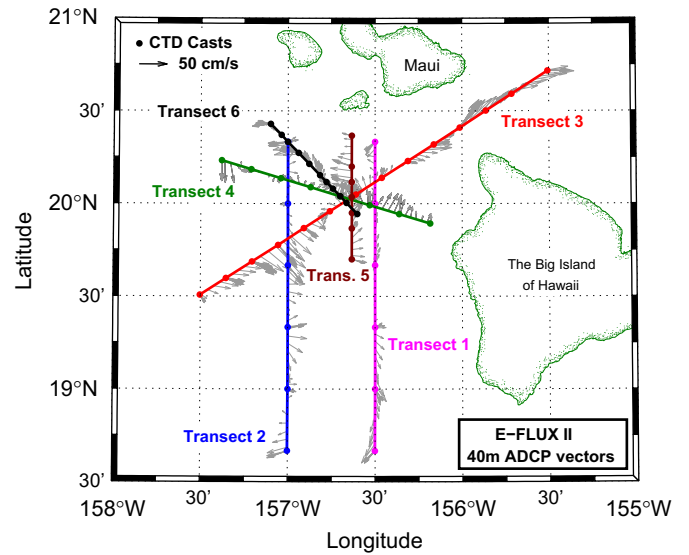 21°N
CTD Casts
50 cm/s
Maui
30'
Transect 6
Transect 3
Transect 4
20°N
Latitude
Trans. 5
The Big Island
of Hawaii
30'
Transect 1
19°N
Transect 2
E−FLUX II
40m ADCP vectors
30'
158°W
30'
157°W
30'
156°W
30'
155°W
Longitude